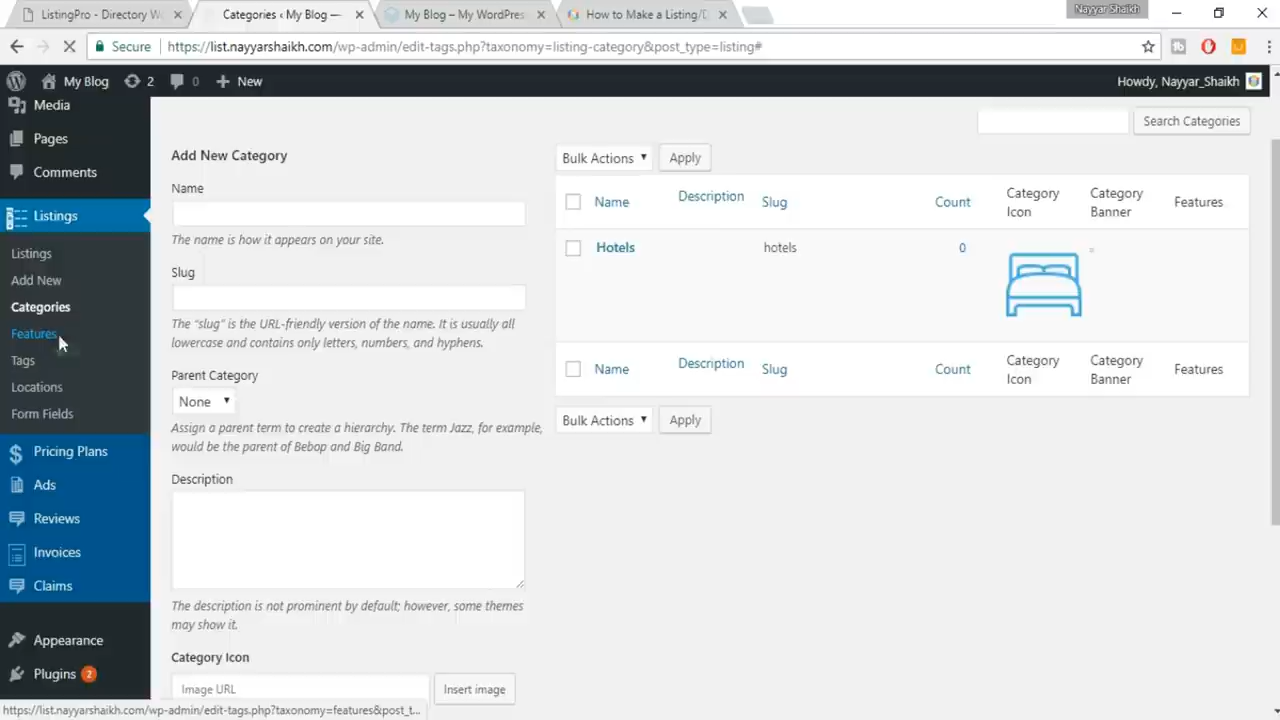 ListingPro - Directory W
Categories ‹ My Blog —
My Blog – My WordPres
How to Make a Listing/D
Nayyar Shaikh
Secure
https://list.nayyarshaikh.com/wp-admin/edit-tags.php?taxonomy=listing-category&post_type=listing#
My Blog
2
0
New
Howdy, Nayyar_Shaikh
Media
Pages
Comments
Listings
Listings
Add New
Categories
Features
Tags
Locations
Form Fields
Pricing Plans
Ads
Reviews
Invoices
Claims
Appearance
Plugins 2
Search Categories
Add New Category
Name
The name is how it appears on your site.
Slug
The “slug” is the URL-friendly version of the name. It is usually all
lowercase and contains only letters, numbers, and hyphens.
Parent Category
None
Assign a parent term to create a hierarchy. The term Jazz, for example,
would be the parent of Bebop and Big Band.
Description
The description is not prominent by default; however, some themes
may show it.
Category Icon
Image URL
Insert image
Bulk Actions
Apply
Name Description Slug Count Category Icon Category Banner Features
Hotels hotels 0
Name Description Slug Count Category Icon Category Banner Features
Bulk Actions
Apply
https://list.nayyarshaikh.com/wp-admin/edit-tags.php?taxonomy=features&post_t...